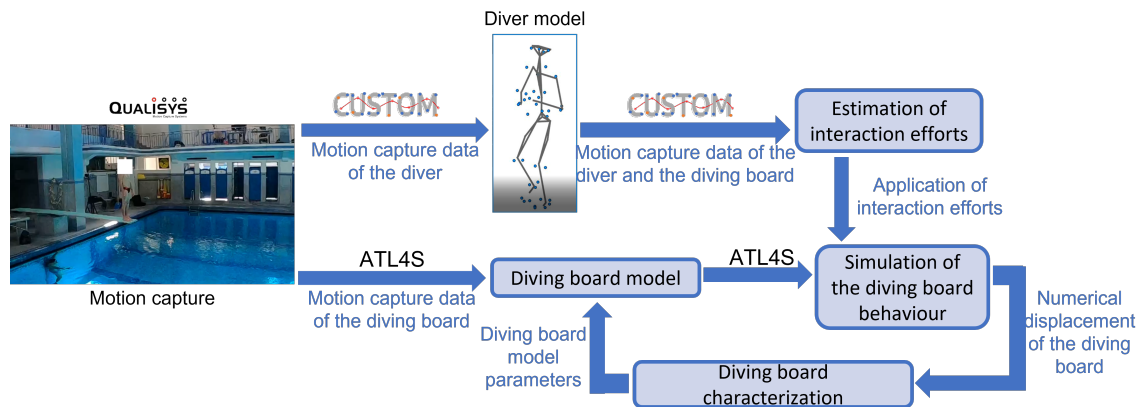 Diver model
QUALISYS
Motion Capture Systems
CUSTOM
CUSTOM
Motion capture data
of the diver
Motion capture data of the
diver and the diving board
Estimation of
interaction efforts
Application of
interaction efforts
Motion capture
ATL4S
Motion capture data
of the diving board
Diving board model
ATL4S
Simulation of
the diving board
behaviour
Numerical
displacement
of the diving
board
Diving board
model
parameters
Diving board
characterization